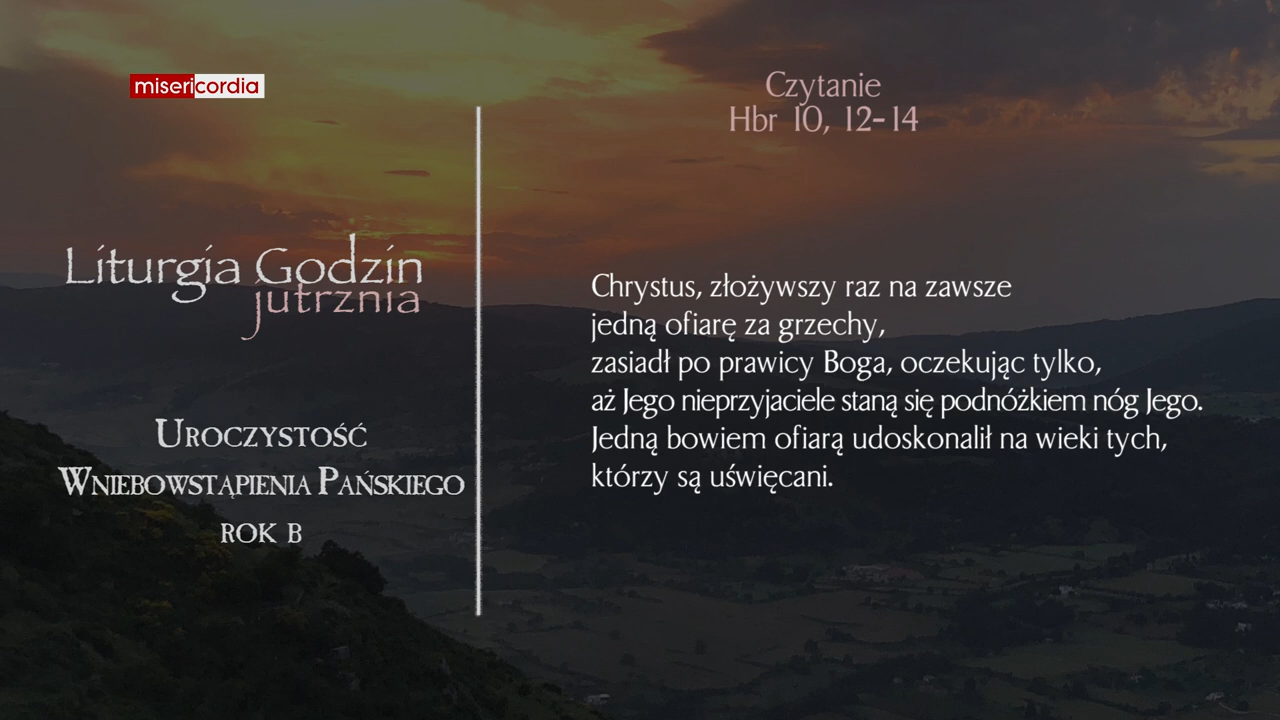 misericordia
Liturgia Godzin
jutrznia
Uroczystość
Wniebowstąpienia Pańskiego
rok B
Czytanie
Hbr 10, 12-14
Chrystus, złożywszy raz na zawsze
jedną ofiarę za grzechy,
zasiadł po prawicy Boga, oczekując tylko,
aż Jego nieprzyjaciele staną się podnóżkiem nóg Jego.
Jedną bowiem ofiarą udoskonalił na wieki tych,
którzy są uświęcani.